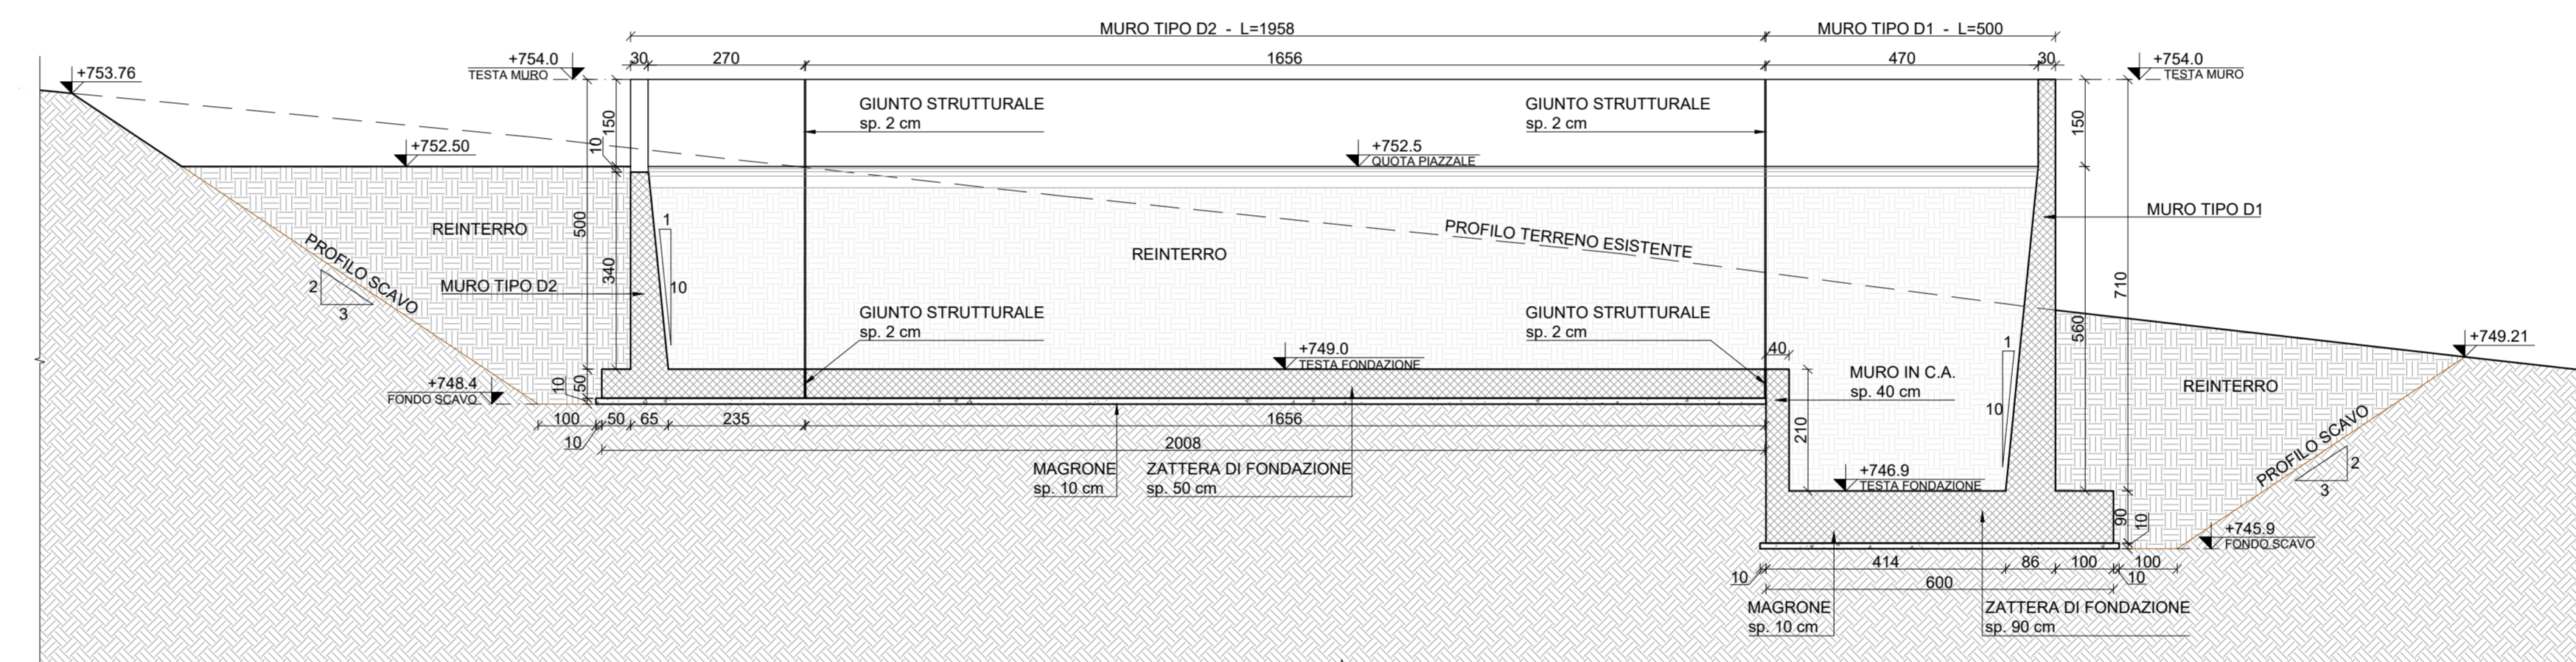 MURO TIPO D2 - L=1958
MURO TIPO D1 - L=500
30
270
1656
470
30
+753.76
+754.0
TESTA MURO
+754.0
TESTA MURO
GIUNTO STRUTTURALE
sp. 2 cm
GIUNTO STRUTTURALE
sp. 2 cm
150
10
150
+752.50
+752.5
QUOTA PIAZZALE
REINTERRO
500
1
10
340
PROFILO SCAVO
2
3
MURO TIPO D2
REINTERRO
PROFILO TERRENO ESISTENTE
MURO TIPO D1
710
560
GIUNTO STRUTTURALE
sp. 2 cm
GIUNTO STRUTTURALE
sp. 2 cm
+749.0
TESTA FONDAZIONE
40
1
10
+749.21
+748.4
FONDO SCAVO
10
50
MURO IN C.A.
sp. 40 cm
REINTERRO
100
10
50
65
235
1656
2008
210
PROFILO SCAVO
2
3
MAGRONE
sp. 10 cm
ZATTERA DI FONDAZIONE
sp. 50 cm
+746.9
TESTA FONDAZIONE
90
10
+745.9
FONDO SCAVO
10
414
86
100
10
100
600
MAGRONE
sp. 10 cm
ZATTERA DI FONDAZIONE
sp. 90 cm